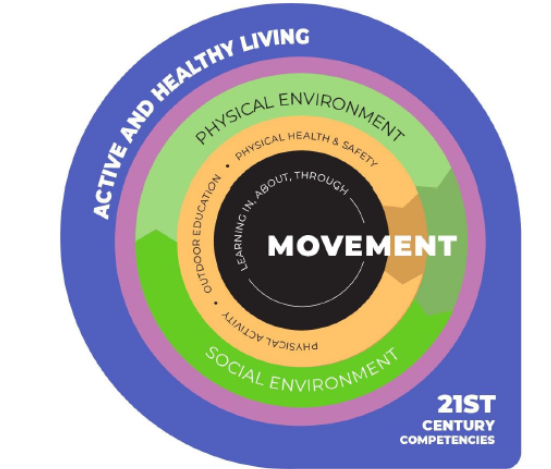 ACTIVE AND HEALTHY LIVING
PHYSICAL ENVIRONMENT
PHYSICAL HEALTH & SAFETY
OUTDOOR EDUCATION
LEARNING IN, ABOUT, THROUGH
MOVEMENT
PHYSICAL ACTIVITY
SOCIAL ENVIRONMENT
21ST
CENTURY
COMPETENCIES